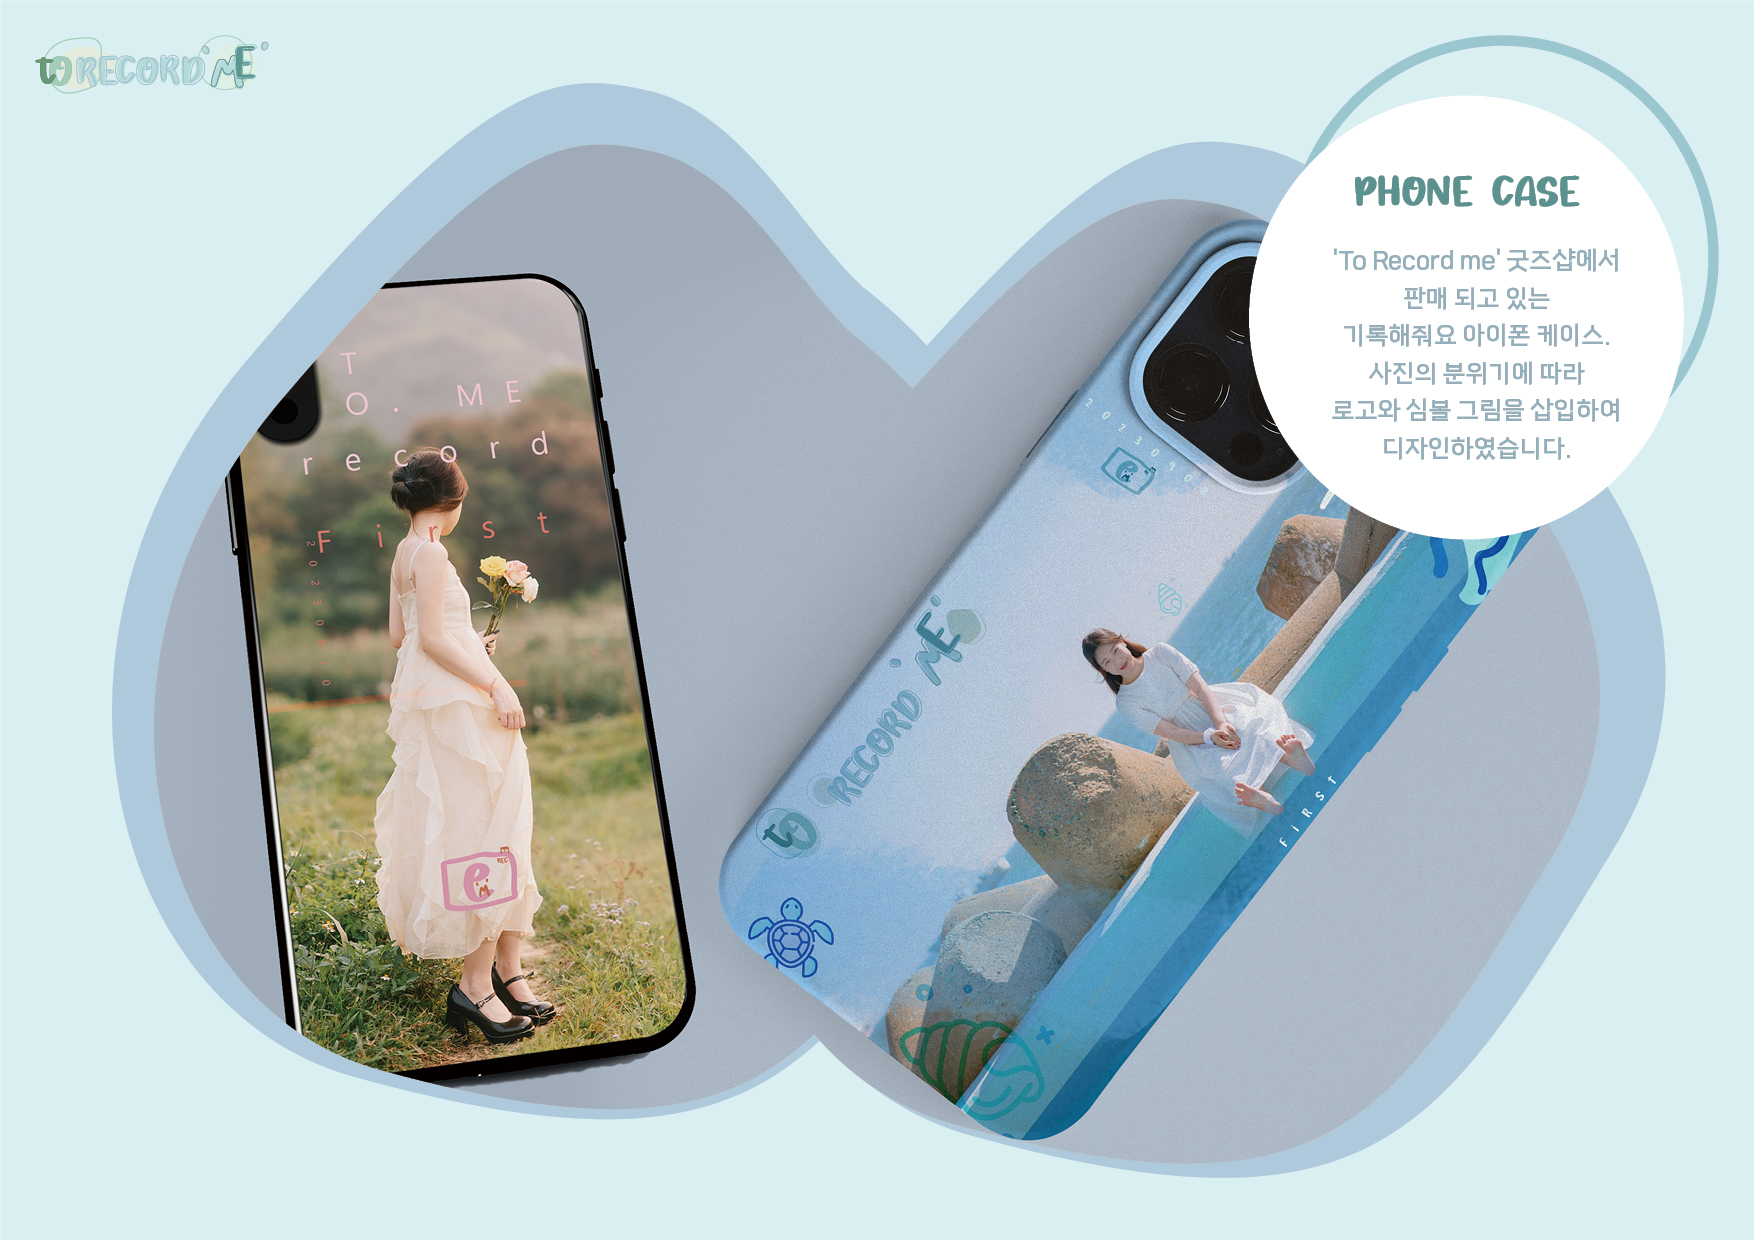 to RECORD 'ME'
PHONE CASE
'To Record me' 굿즈샵에서
판매 되고 있는
기록해줘요 아이폰 케이스.
사진의 분위기에 따라
로고와 심볼 그림을 삽입하여
디자인하였습니다.
T
O. ME
record
First
REC
to RECORD 'ME'
FiRST